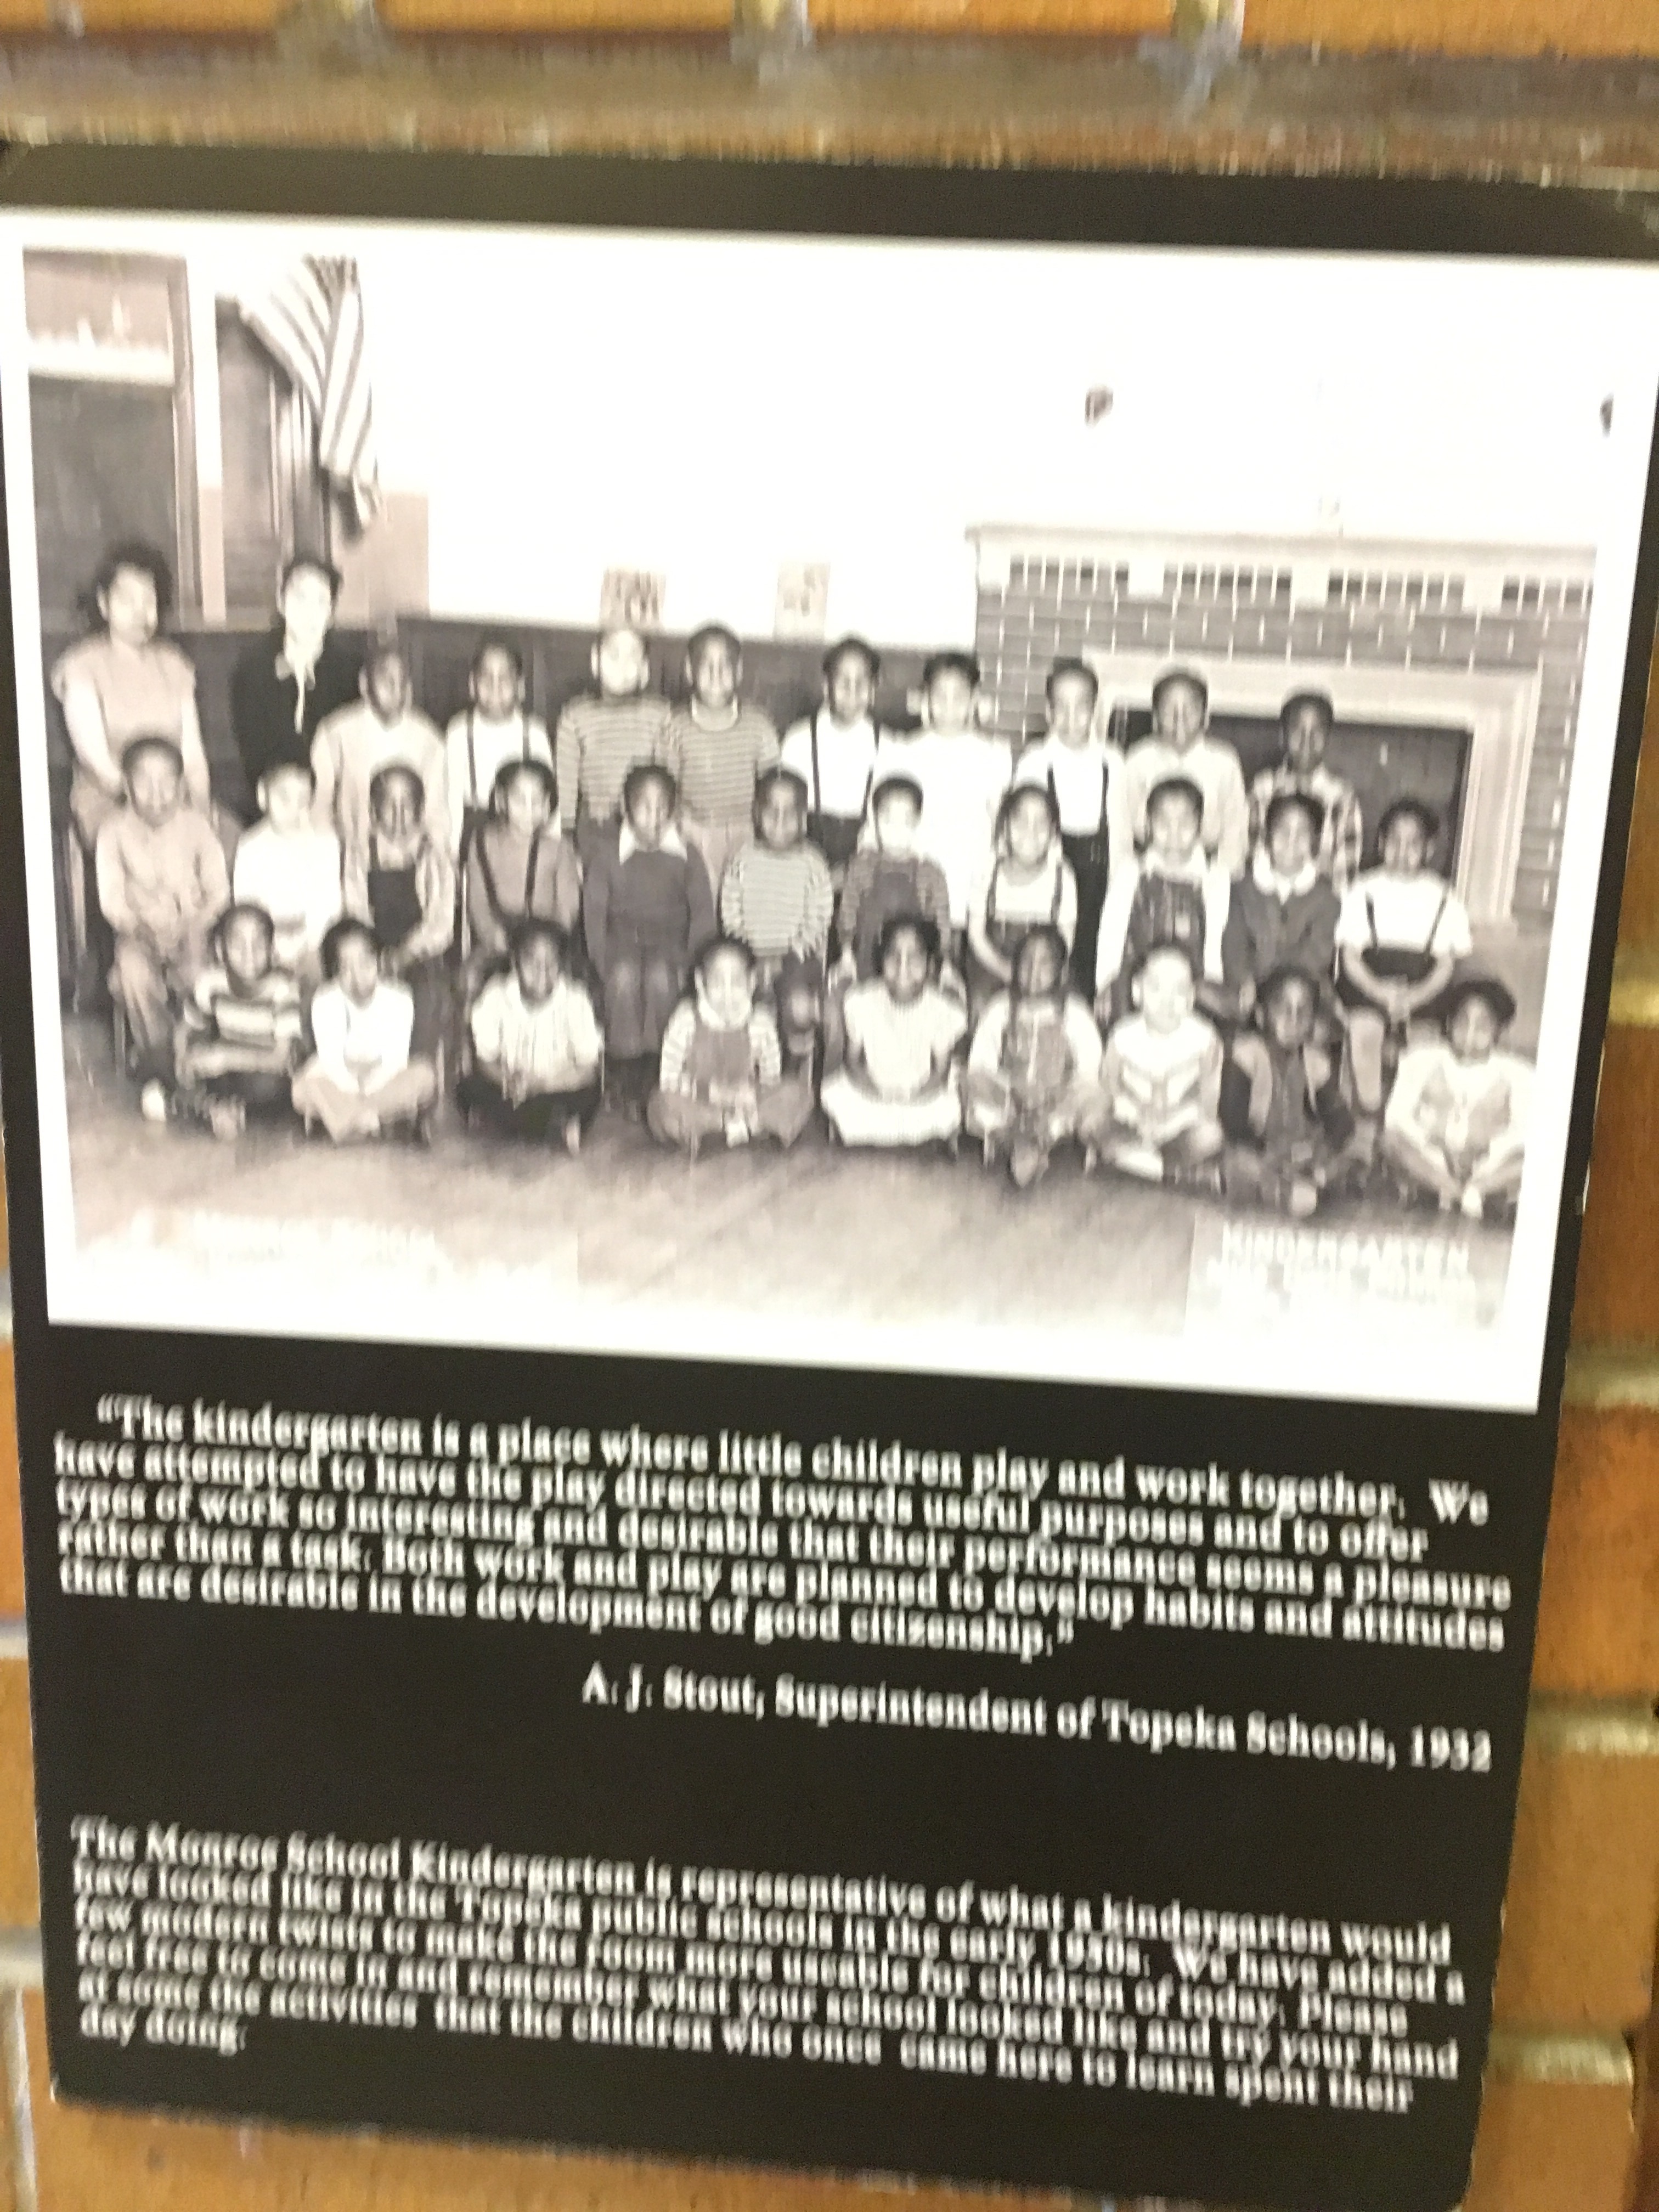 KINDERGARTEN
"The kindergarten is a place where little children play and work together. We
have attempted to have the play directed towards useful purposes and to offer
types of work so interesting and desirable that their performance seems a pleasure
rather than a task. Both work and play are planned to develop habits and attitudes
that are desirable in the development of good citizenship."
A. J. Stout, Superintendent of Topeka Schools, 1932
The Monroe School Kindergarten is representative of what a kindergarten would
have looked like in the Topeka public schools in the early 1950s. We have added a
few modern twists to make the room more useable for children of today. Please
feel free to come in and remember what your school looked like and try your hand
at some the activities that the children who once came here to learn spent their
day doing.